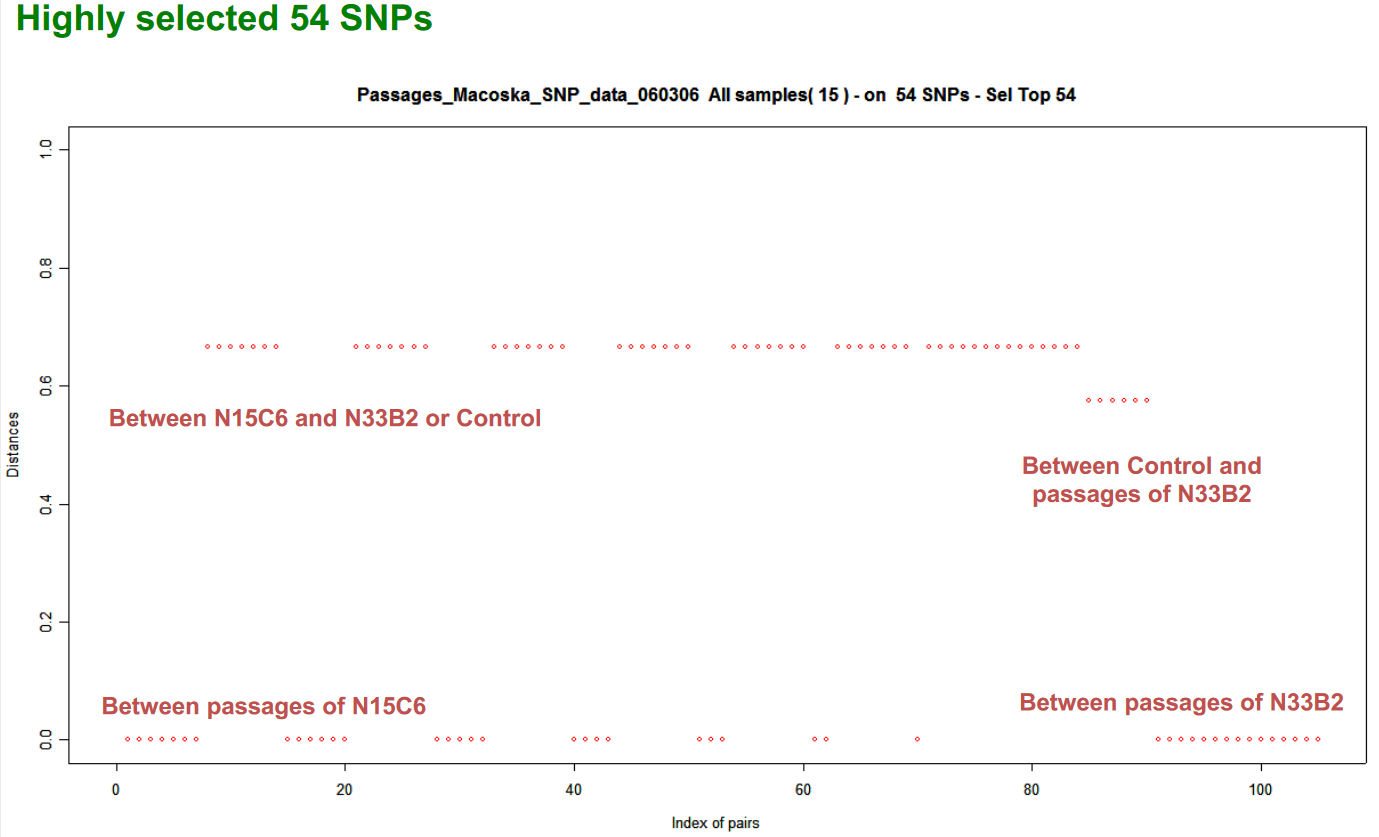 Highly selected 54 SNPs
Passages_Macoska_SNP_data_060306 All samples( 15 ) - on 54 SNPs - Sel Top 54
1.0
0.8
0.6
Between N15C6 and N33B2 or Control
Distances
Between Control and
passages of N33B2
0.4
0.2
Between passages of N15C6
Between passages of N33B2
0.0
0
20
40
60
80
100
Index of pairs